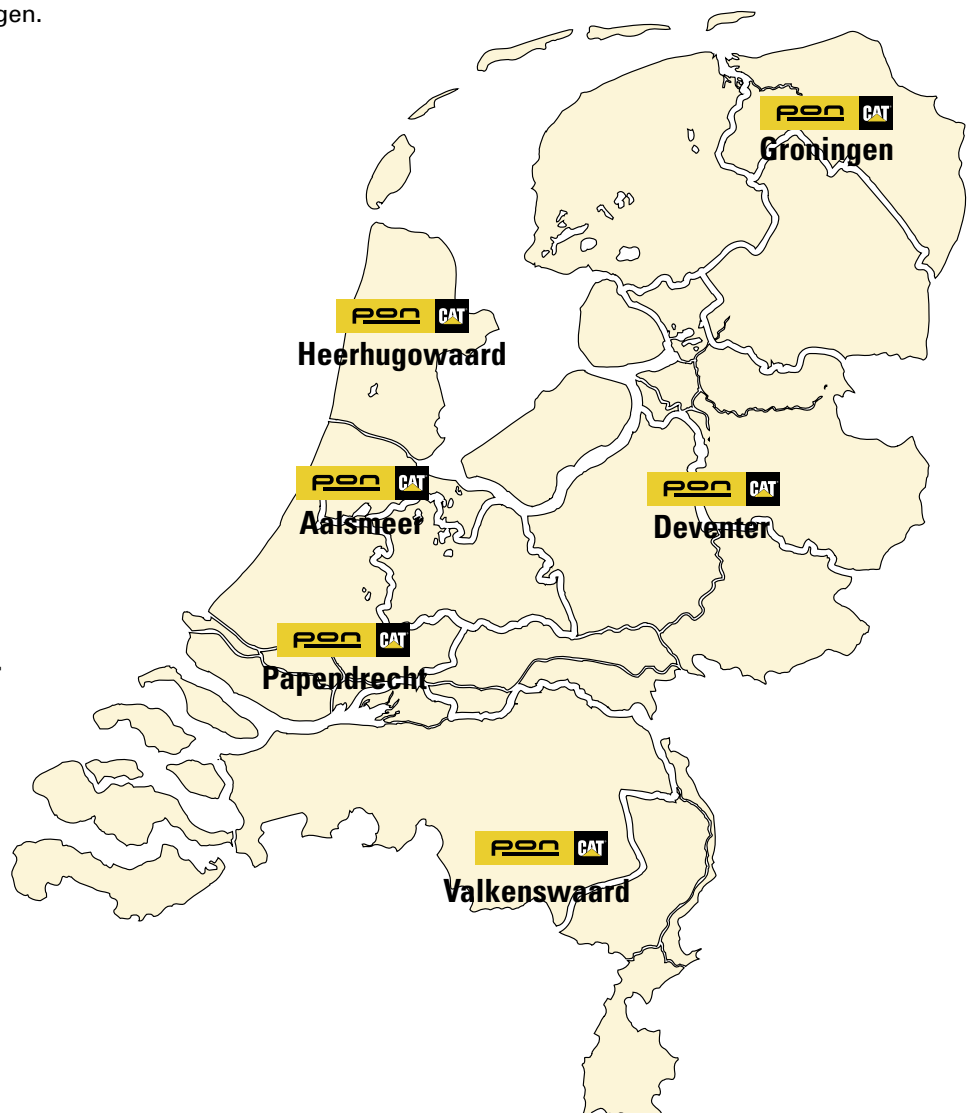 gen.
pon CAT
Groningen
pon CAT
Heerhugowaard
pon CAT
Aalsmeer
pon CAT
Deventer
pon CAT
Papendrecht
pon CAT
Valkenswaard